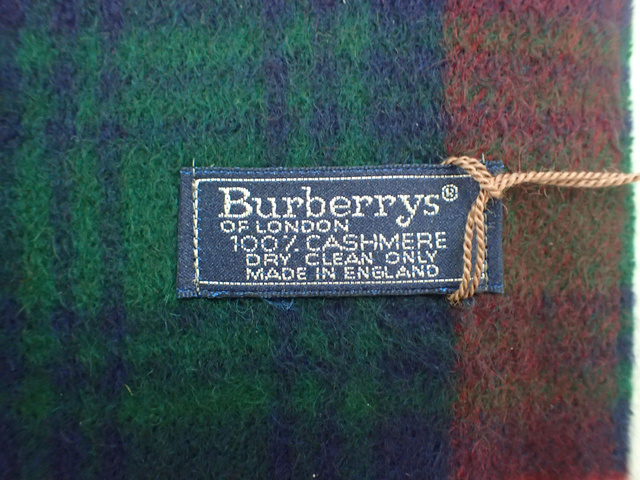 Burberrys®
OF LONDON
100% CASHMERE
DRY CLEAN ONLY
MADE IN ENGLAND